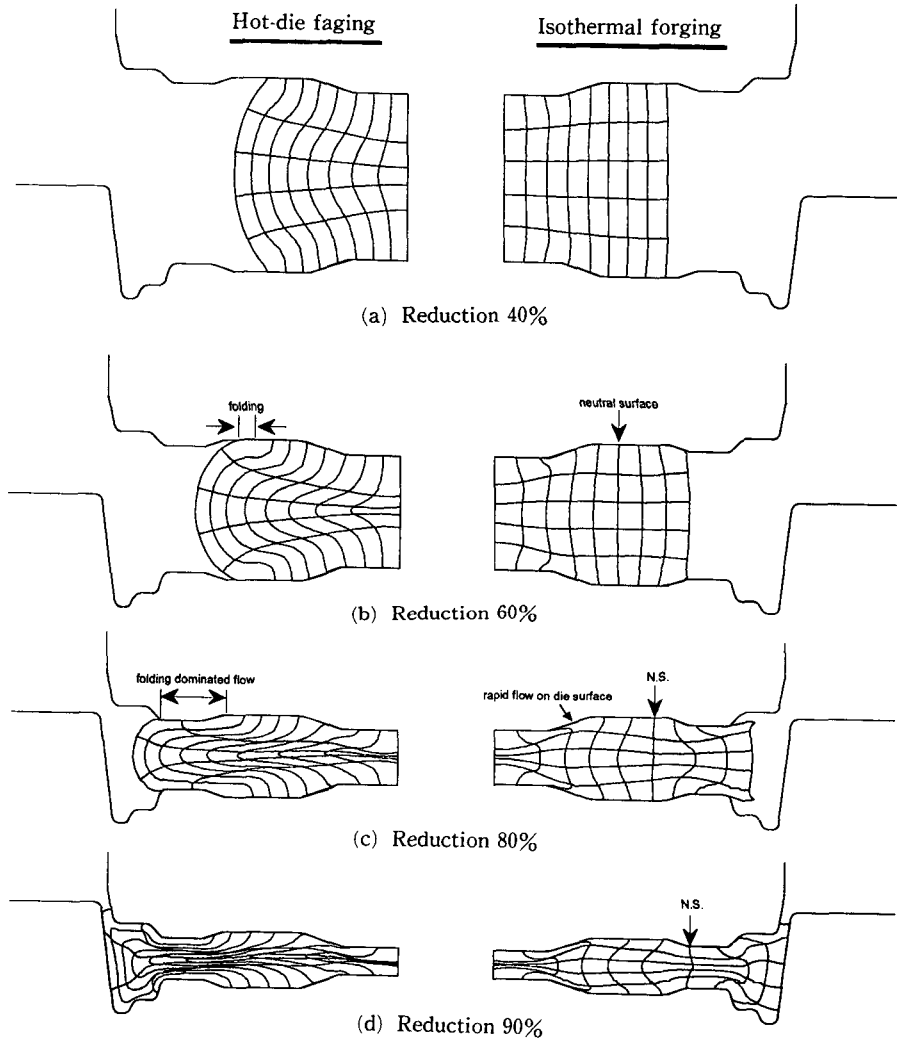 Hot-die faging
Isothermal forging
(a) Reduction 40%
folding
neutral surface
(b) Reduction 60%
folding dominated flow
rapid flow on die surface
N.S.
(c) Reduction 80%
N.S.
(d) Reduction 90%